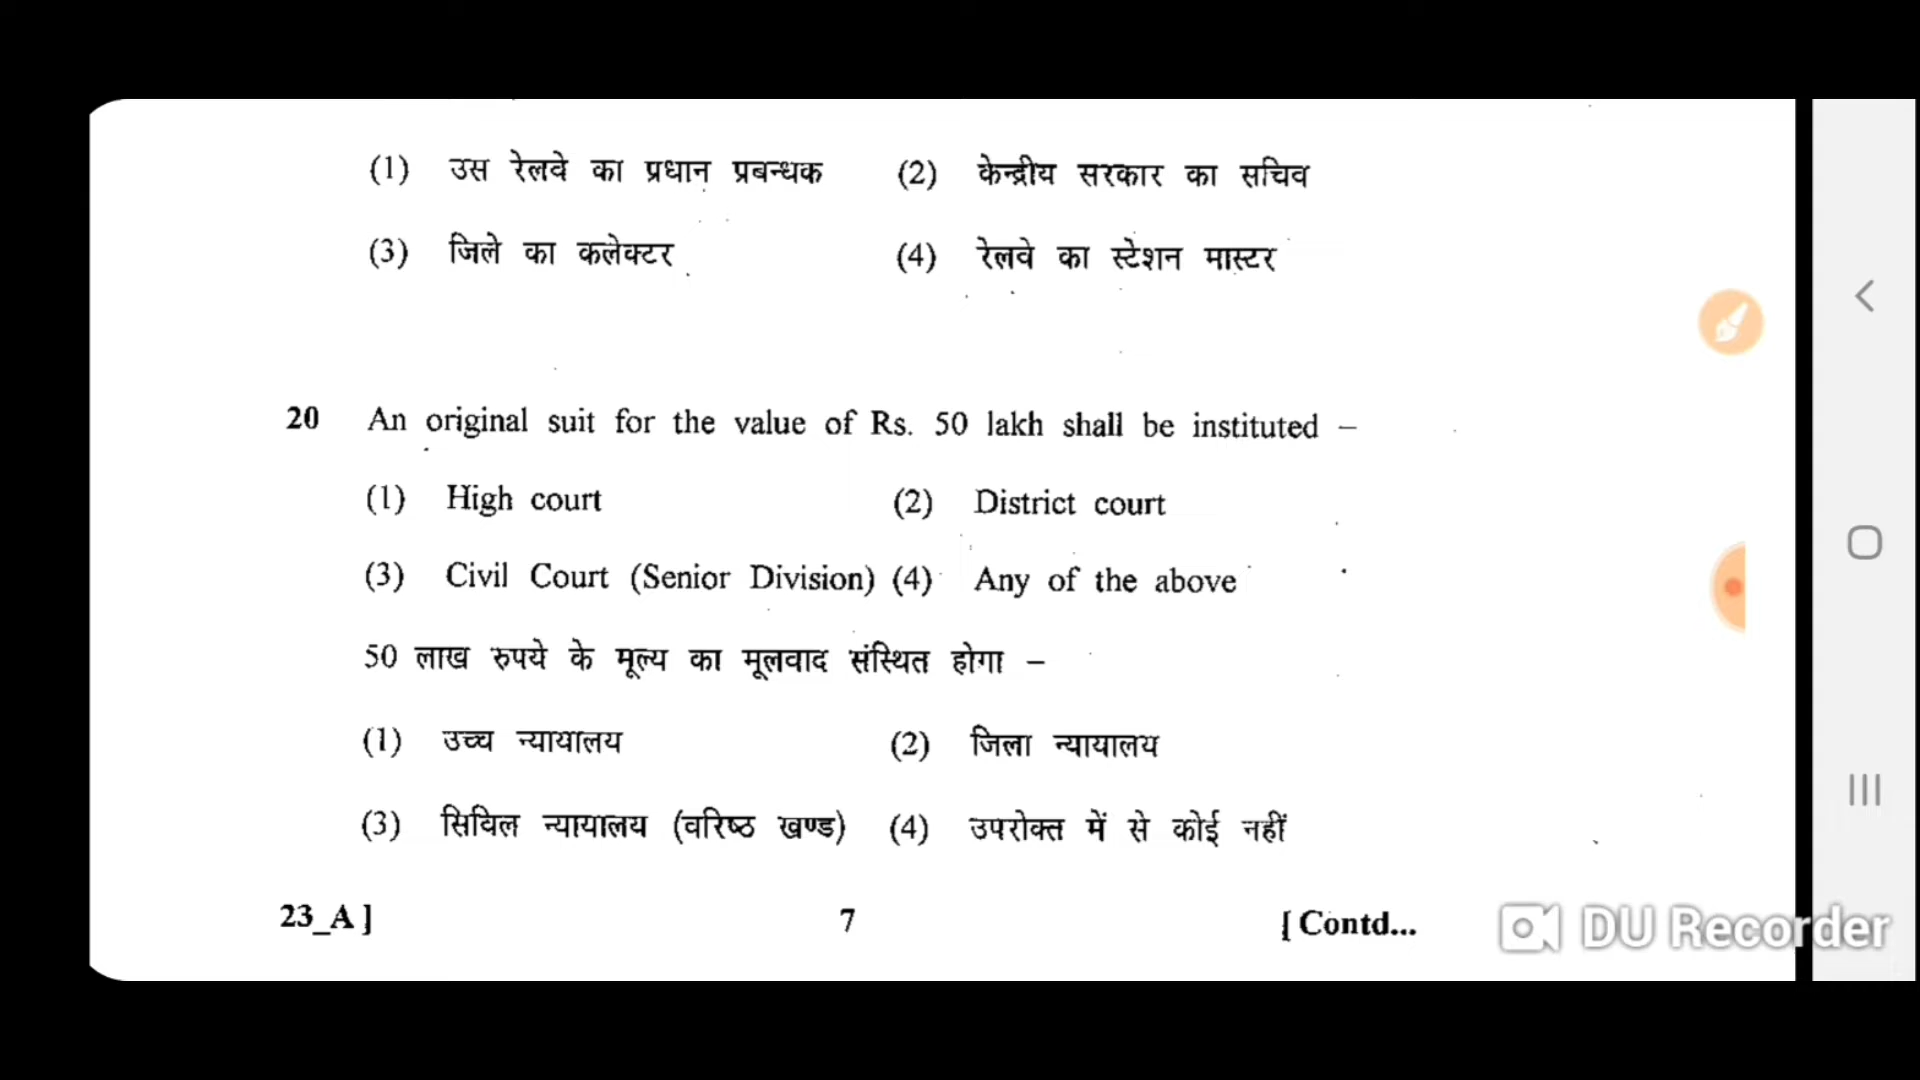 (1) उस रेलवे का प्रधान प्रबन्धक (2) केन्द्रीय सरकार का सचिव
(3) जिले का कलेक्टर (4) रेलवे का स्टेशन मास्टर
20 An original suit for the value of Rs. 50 lakh shall be instituted –
(1) High court (2) District court
(3) Civil Court (Senior Division) (4) Any of the above
50 लाख रुपये के मूल्य का मूलवाद संस्थित होगा –
(1) उच्च न्यायालय (2) जिला न्यायालय
(3) सिविल न्यायालय (वरिष्ठ खण्ड) (4) उपरोक्त में से कोई नहीं
23_A ] 7 [ Contd...
DU Recorder